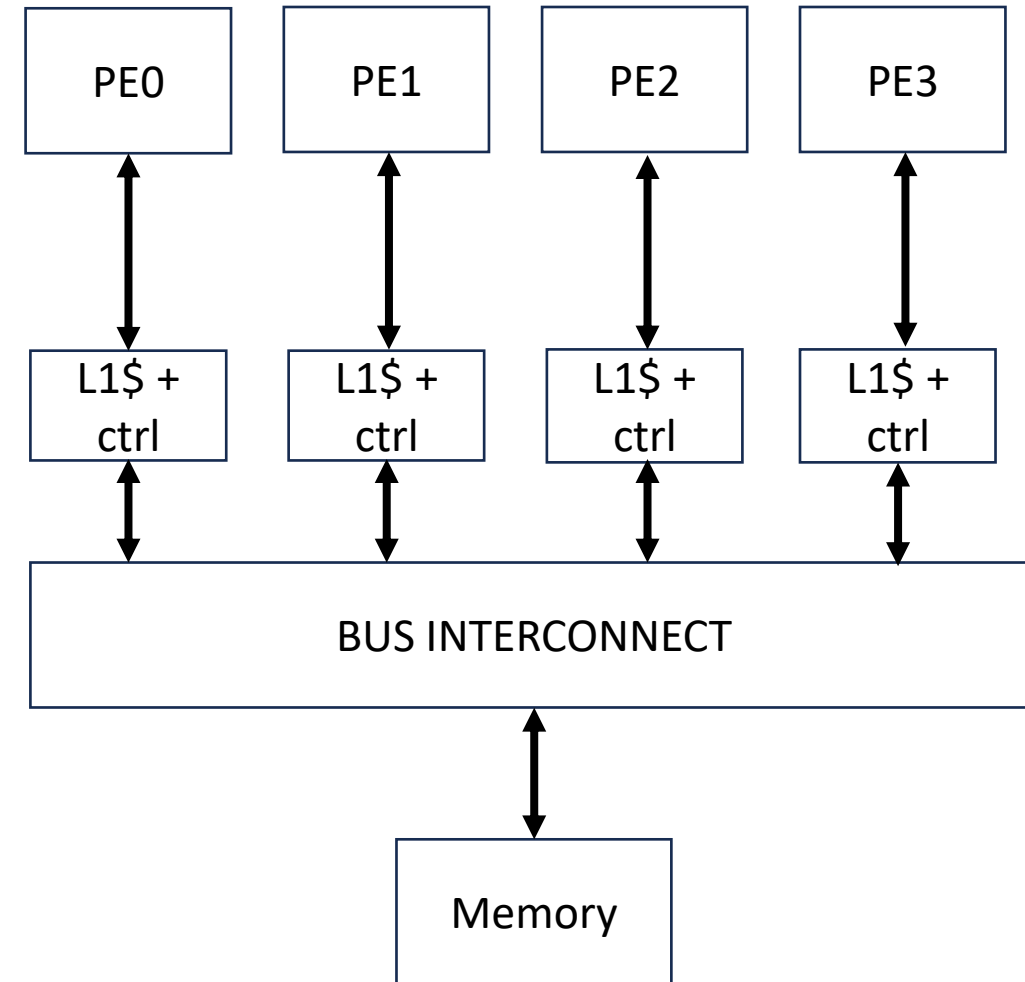 PE0
PE1
PE2
PE3
L1$ +
ctrl
L1$ +
ctrl
L1$ +
ctrl
L1$ +
ctrl
BUS INTERCONNECT
Memory